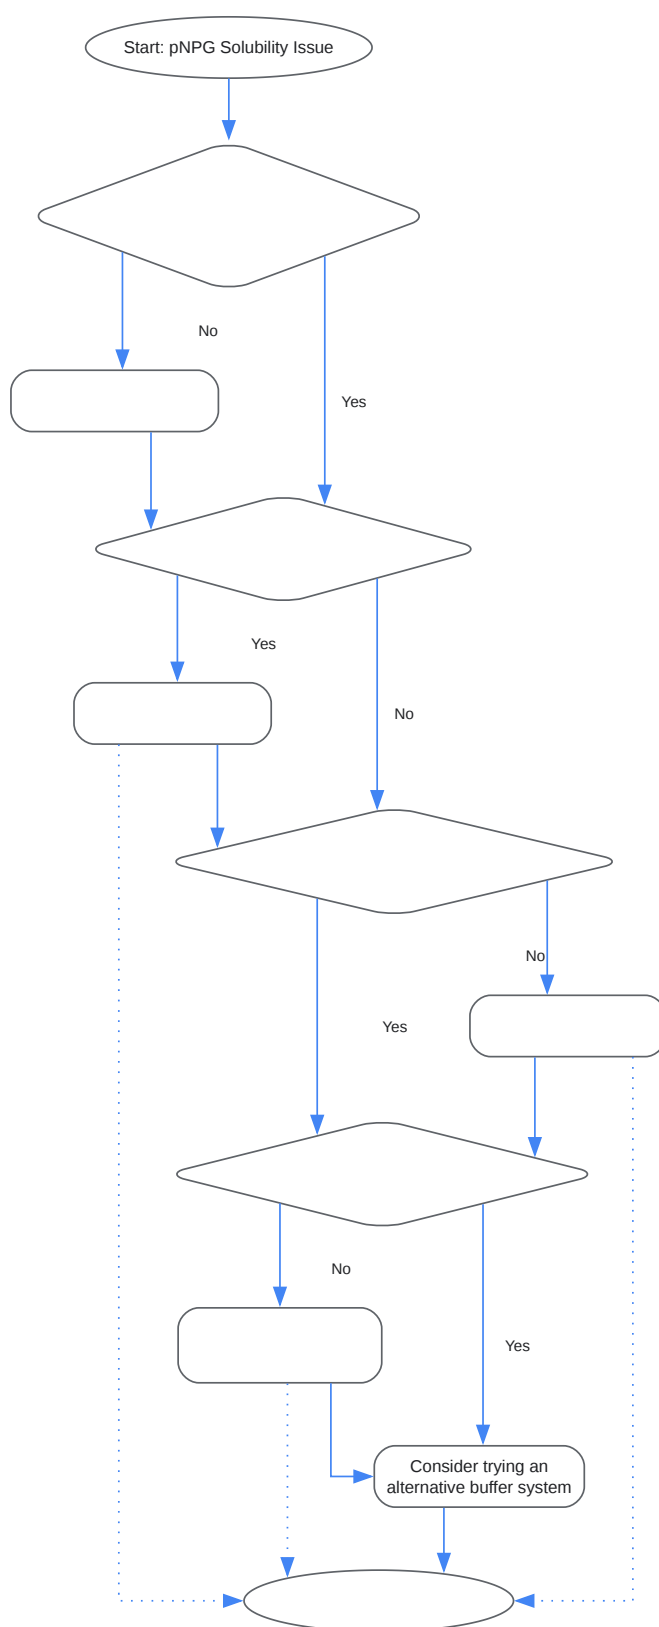 Start: pNPG Solubility Issue
No
Yes
Yes
No
No
Yes
No
Yes
Consider trying an
alternative buffer system